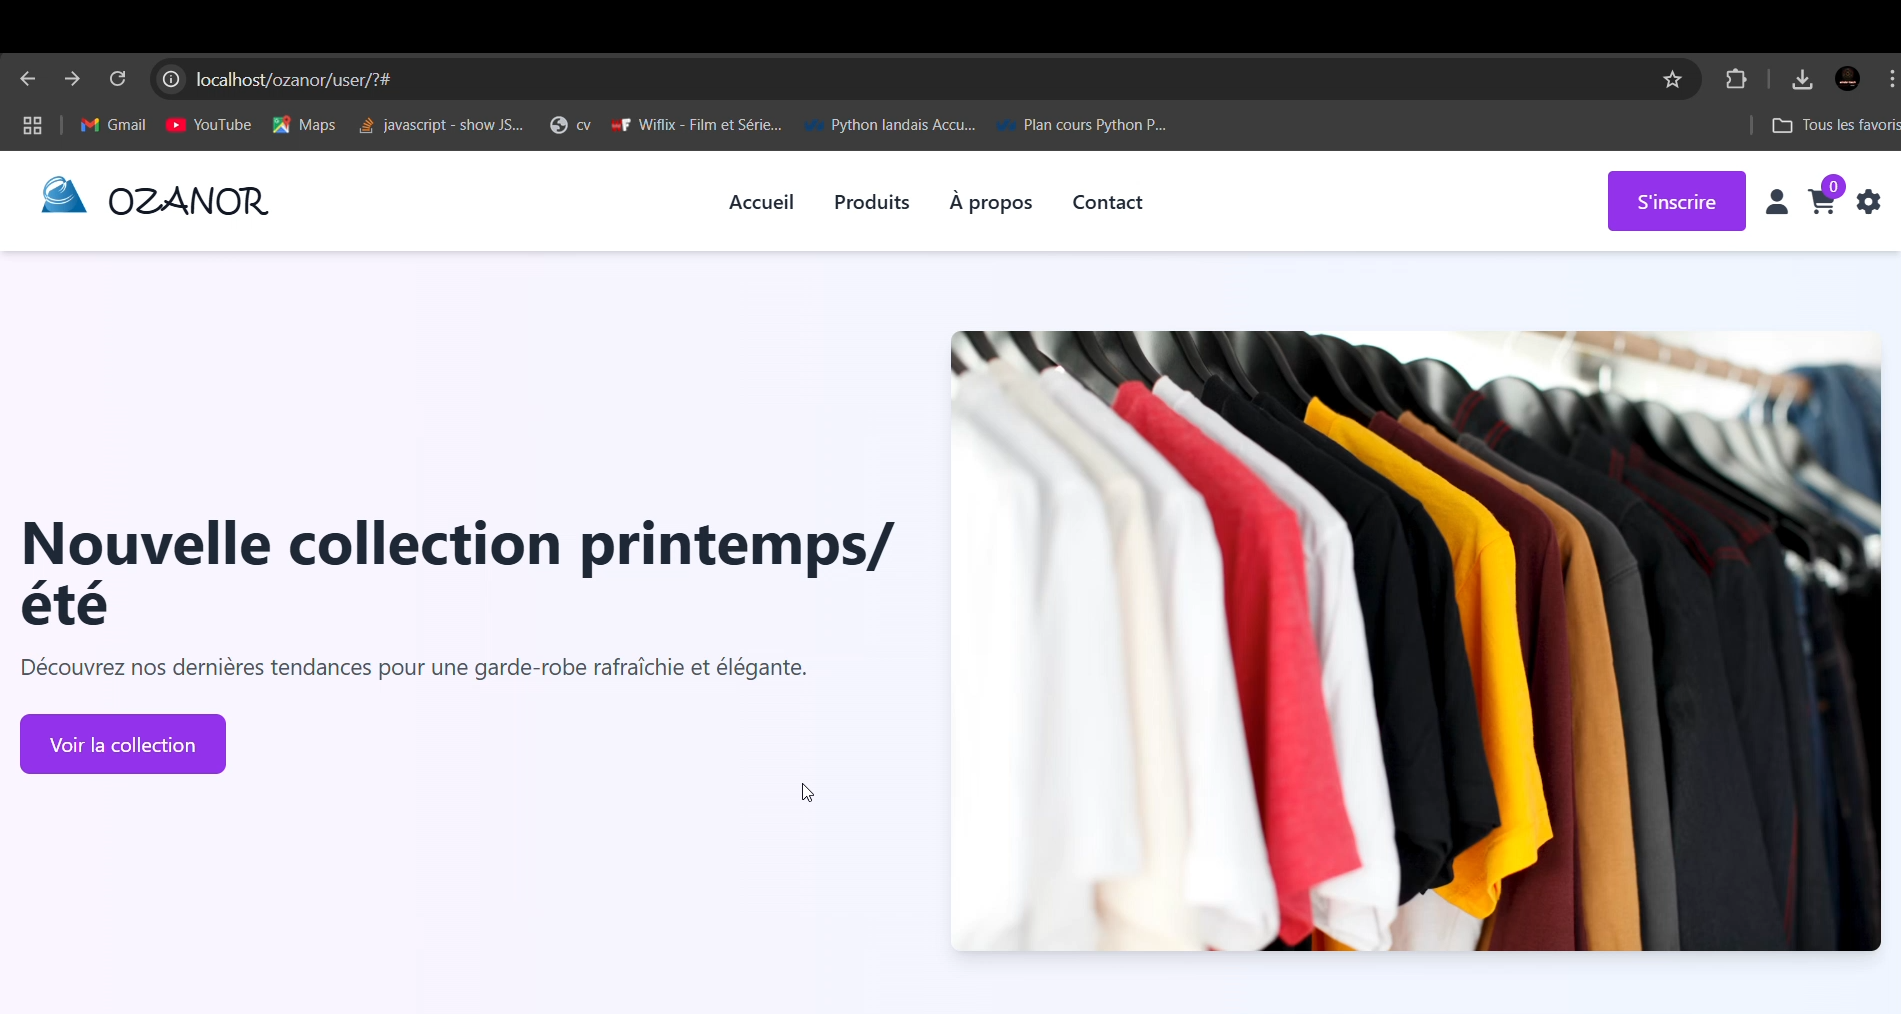 localhost/ozanor/user/?#
Gmail
YouTube
Maps
javascript - show JS...
cv
Wiflix - Film et Série...
Python landais Accu...
Plan cours Python P...
Tous les favoris
OZANOR
Accueil
Produits
À propos
Contact
S'inscrire
0
Nouvelle collection printemps/
été
Découvrez nos dernières tendances pour une garde-robe rafraîchie et élégante.
Voir la collection